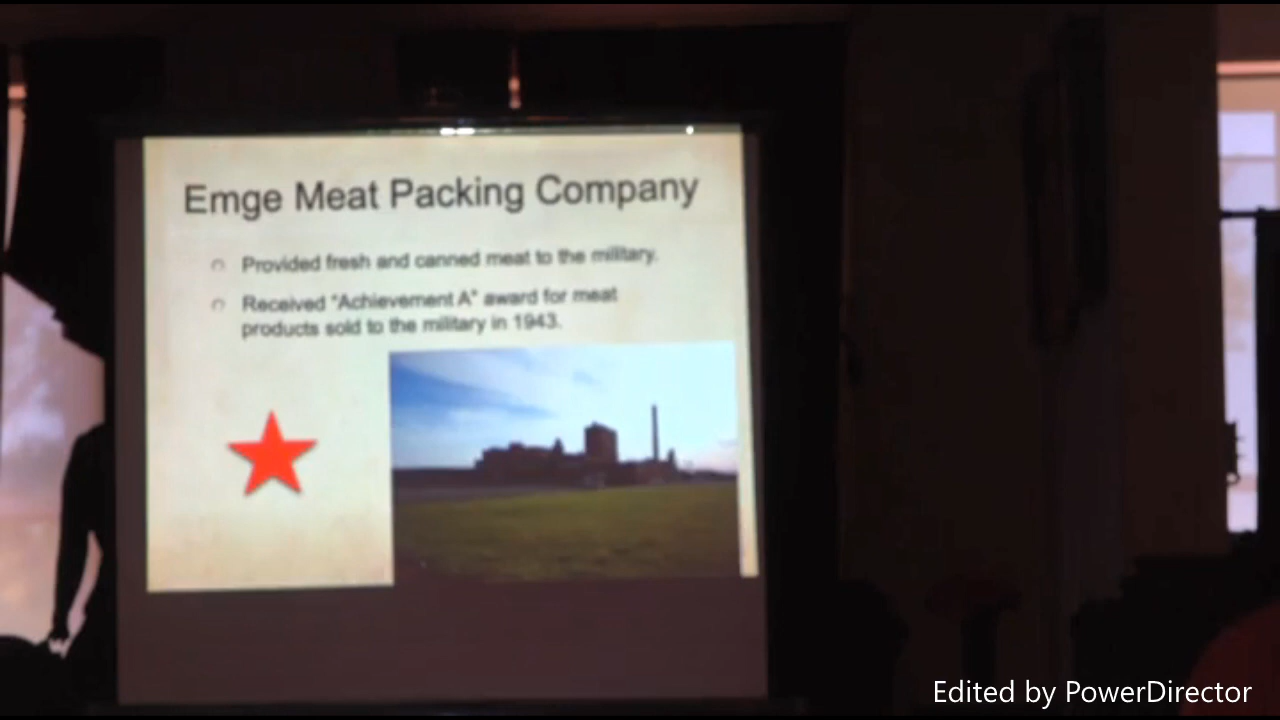 Emge Meat Packing Company
Provided fresh and canned meat to the military.
Received "Achievement A" award for meat
products sold to the military in 1943.
Edited by PowerDirector